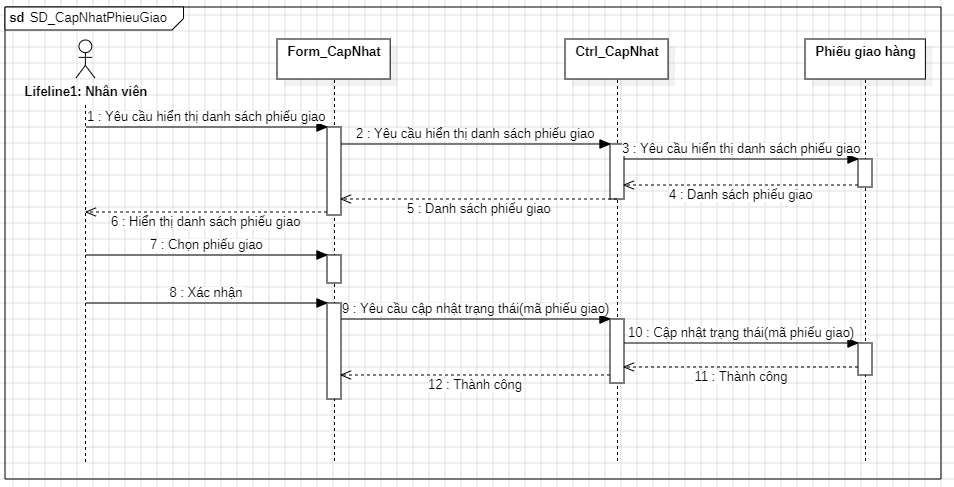 sd SD_CapNhatPhieuGiao
Form_CapNhat
Ctrl_CapNhat
Phiếu giao hàng
Lifeline1: Nhân viên
1 : Yêu cầu hiển thị danh sách phiếu giao
2 : Yêu cầu hiển thị danh sách phiếu giao
3 : Yêu cầu hiển thị danh sách phiếu giao
4 : Danh sách phiếu giao
5 : Danh sách phiếu giao
6 : Hiển thị danh sách phiếu giao
7 : Chọn phiếu giao
8 : Xác nhận
9 : Yêu cầu cập nhật trạng thái(mã phiếu giao)
10 : Cập nhật trạng thái(mã phiếu giao)
11 : Thành công
12 : Thành công